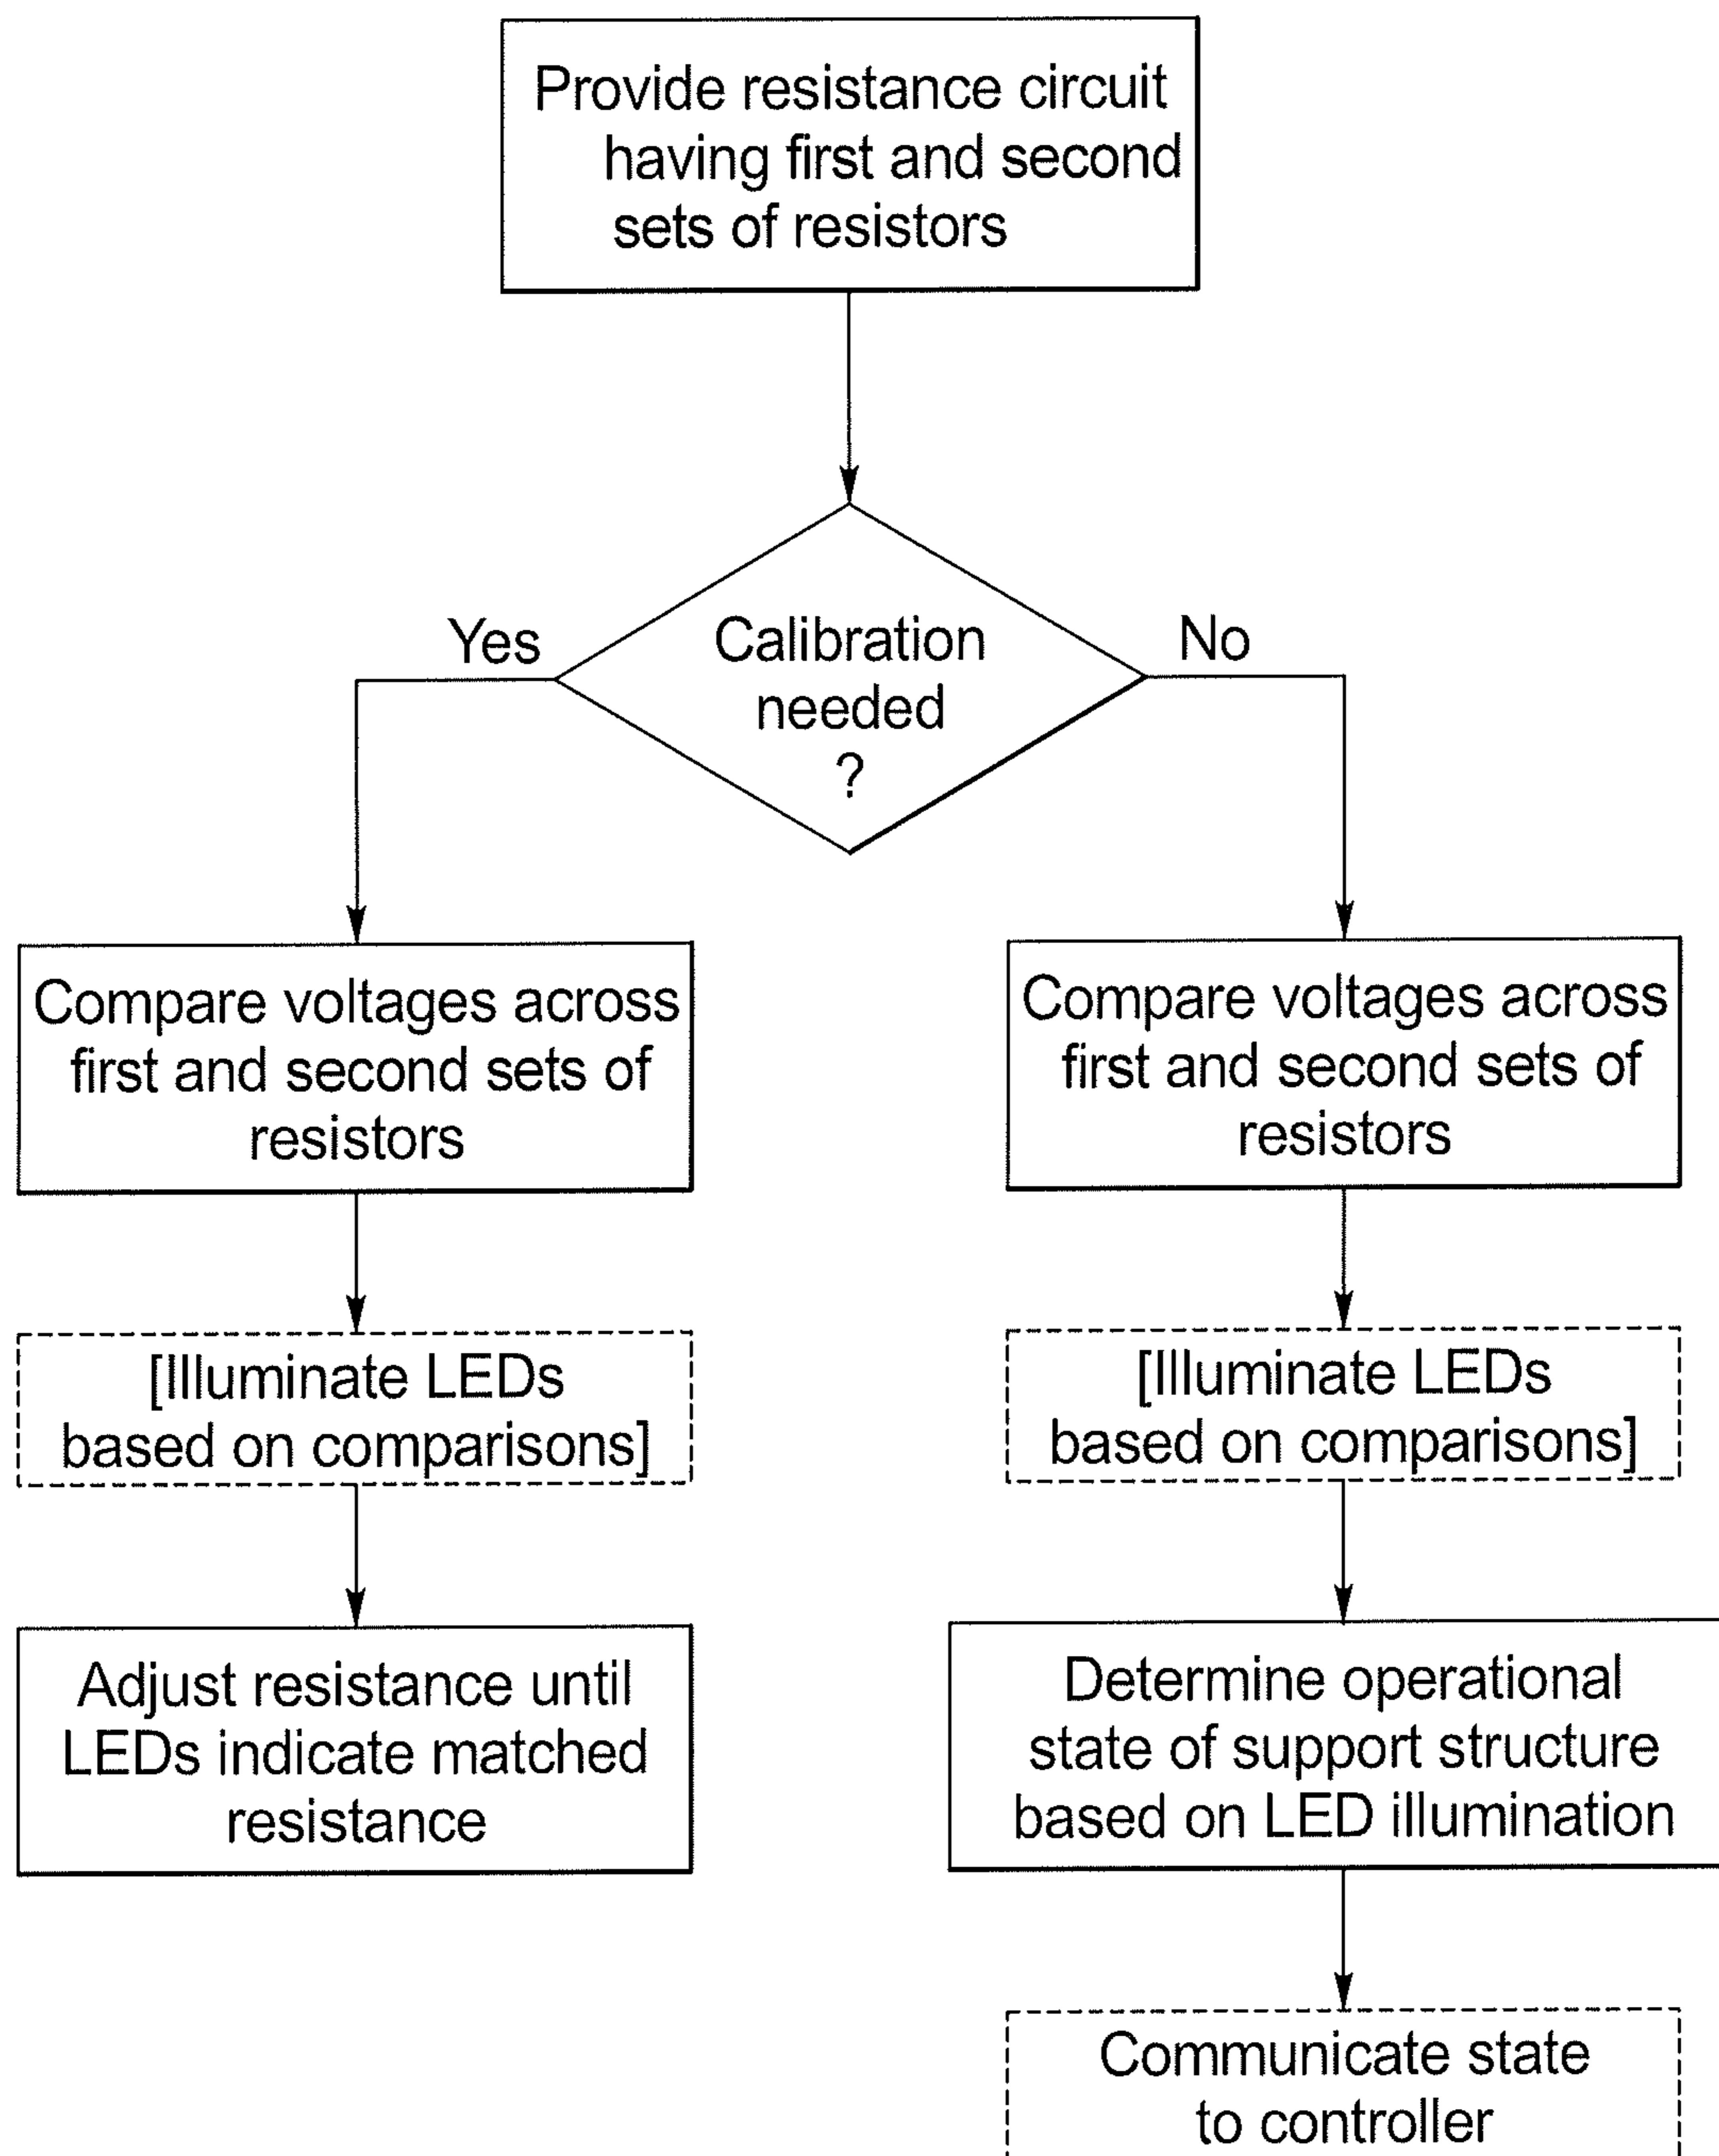 Provide resistance circuit
having first and second
sets of resistors
Yes
Calibration
needed
?
No
Compare voltages across
first and second sets of
resistors
[Illuminate LEDs
based on comparisons]
Adjust resistance until
LEDs indicate matched
resistance
Compare voltages across
first and second sets of
resistors
[Illuminate LEDs
based on comparisons]
Determine operational
state of support structure
based on LED illumination
Communicate state
to controller